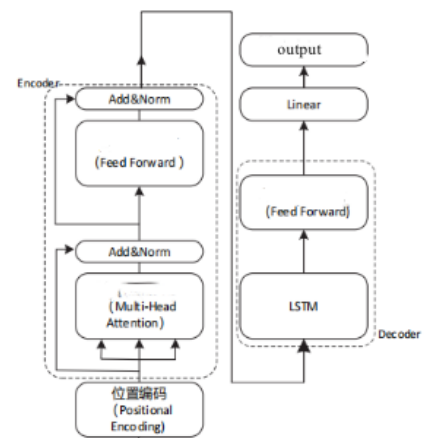 Encoder
Add&Norm
(Feed Forward )
Add&Norm
(Multi-Head
Attention)
位置编码
(Positional
Encoding)
output
Linear
(Feed Forward)
LSTM
Decoder